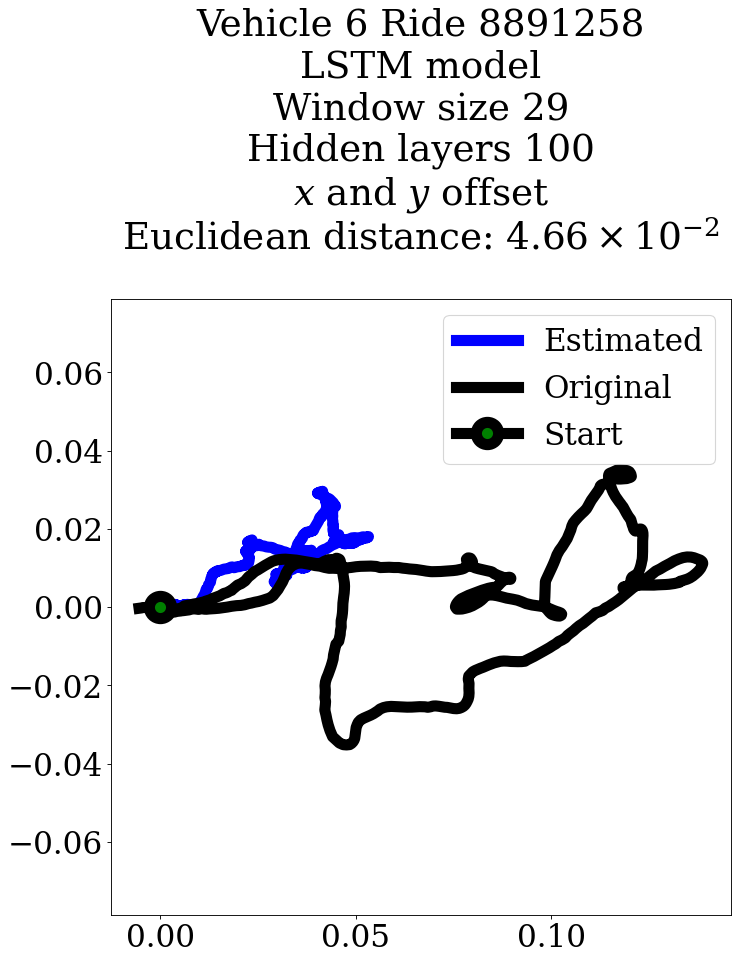 Vehicle 6 Ride 8891258
LSTM model
Window size 29
Hidden layers 100
x and y offset
Euclidean distance: 4.66 × 10⁻²
Estimated
Original
Start
0.06
0.04
0.02
0.00
−0.02
−0.04
−0.06
0.00 0.05 0.10